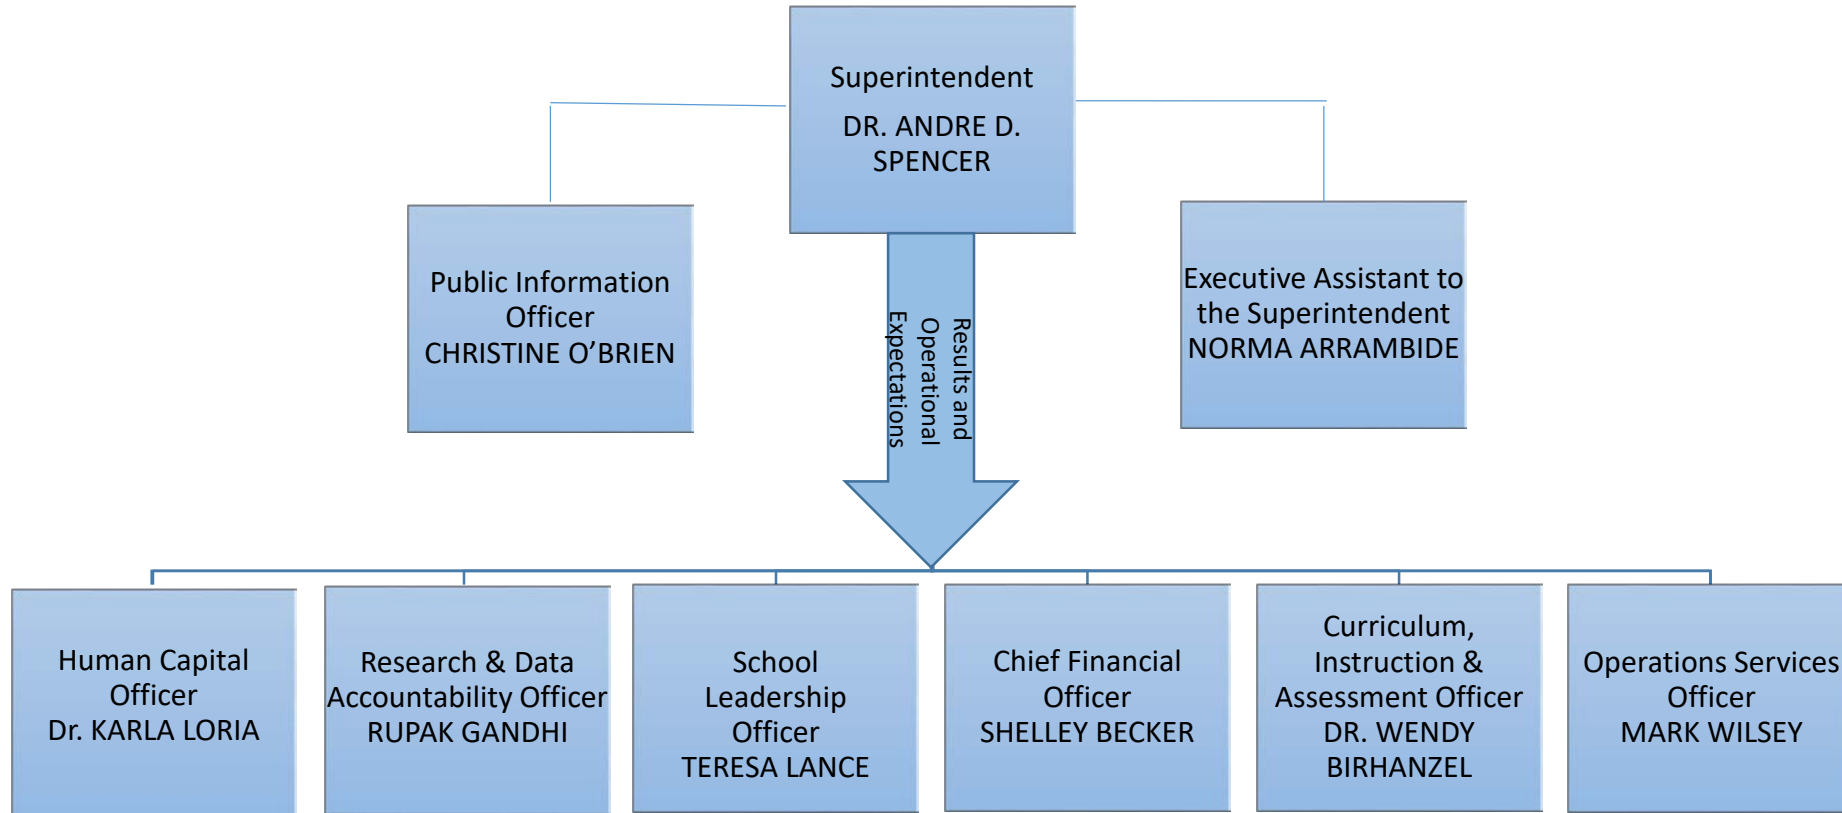 Superintendent
DR. ANDRE D.
SPENCER
Public Information
Officer
CHRISTINE O’BRIEN
Executive Assistant to
the Superintendent
NORMA ARRAMBIDE
Results and
Operational
Expectations
Human Capital
Officer
Dr. KARLA LORIA
Research & Data
Accountability Officer
RUPAK GANDHI
School
Leadership
Officer
TERESA LANCE
Chief Financial
Officer
SHELLEY BECKER
Curriculum,
Instruction &
Assessment Officer
DR. WENDY
BIRHANZEL
Operations Services
Officer
MARK WILSEY